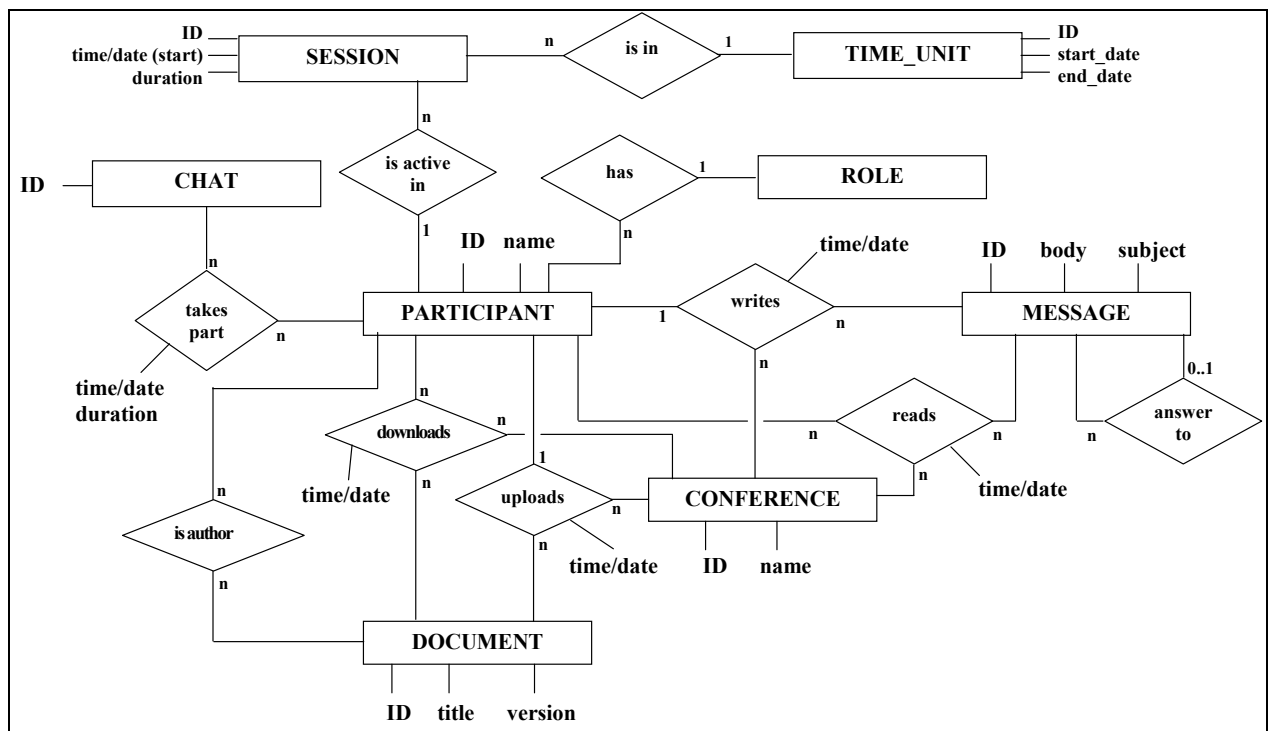 ID
time/date (start)
duration
SESSION
n
is in
1
TIME_UNIT
ID
start_date
end_date
n
is active
in
1
has
1
ROLE
n
ID
CHAT
n
takes
part
n
time/date
duration
ID name
PARTICIPANT
time/date
1
writes
n
n
ID body subject
MESSAGE
0..1
answer
to
n
n
reads
n
n
time/date
n
downloads
n
n
time/date
1
uploads
n
n
time/date
CONFERENCE
ID name
n
is author
n
DOCUMENT
ID title version